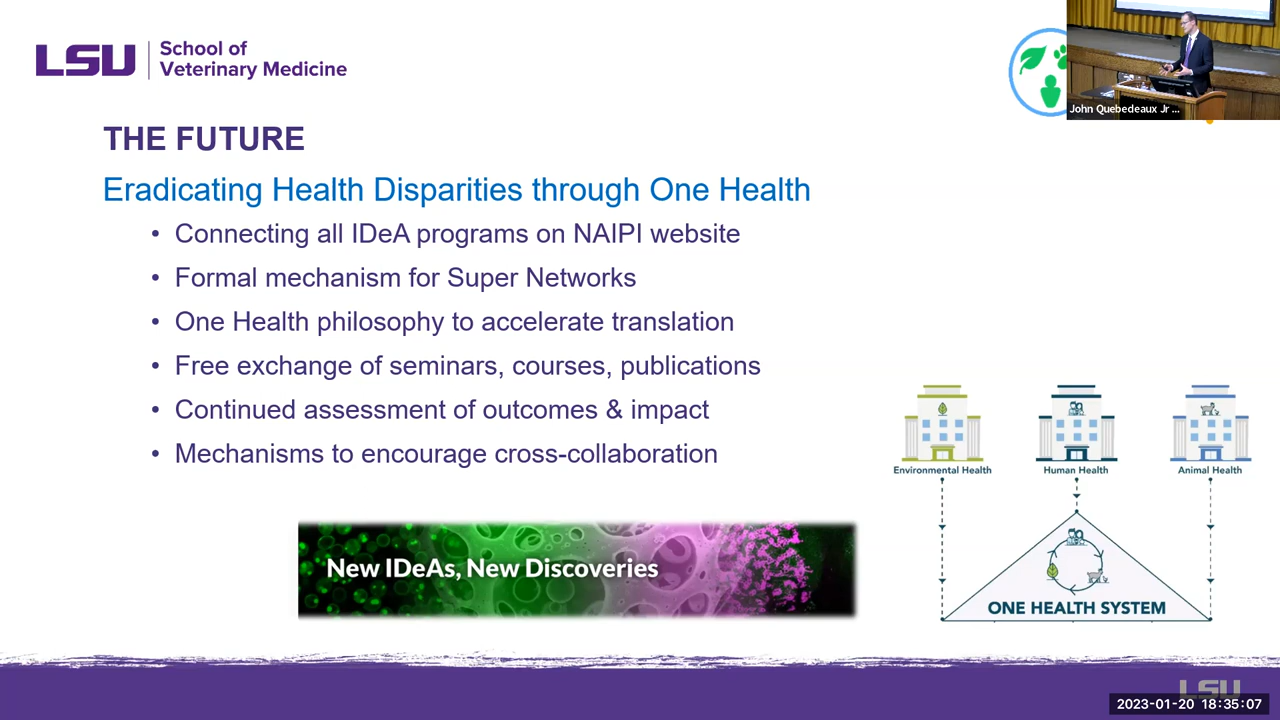 LSU
School of
Veterinary Medicine
John Quebedeaux Jr ...
THE FUTURE
Eradicating Health Disparities through One Health
• Connecting all IDeA programs on NAIPI website
• Formal mechanism for Super Networks
• One Health philosophy to accelerate translation
• Free exchange of seminars, courses, publications
• Continued assessment of outcomes & impact
• Mechanisms to encourage cross-collaboration
Environmental Health
Human Health
Animal Health
New IDeAs, New Discoveries
ONE HEALTH SYSTEM
LSU
2023-01-20 18:35:07